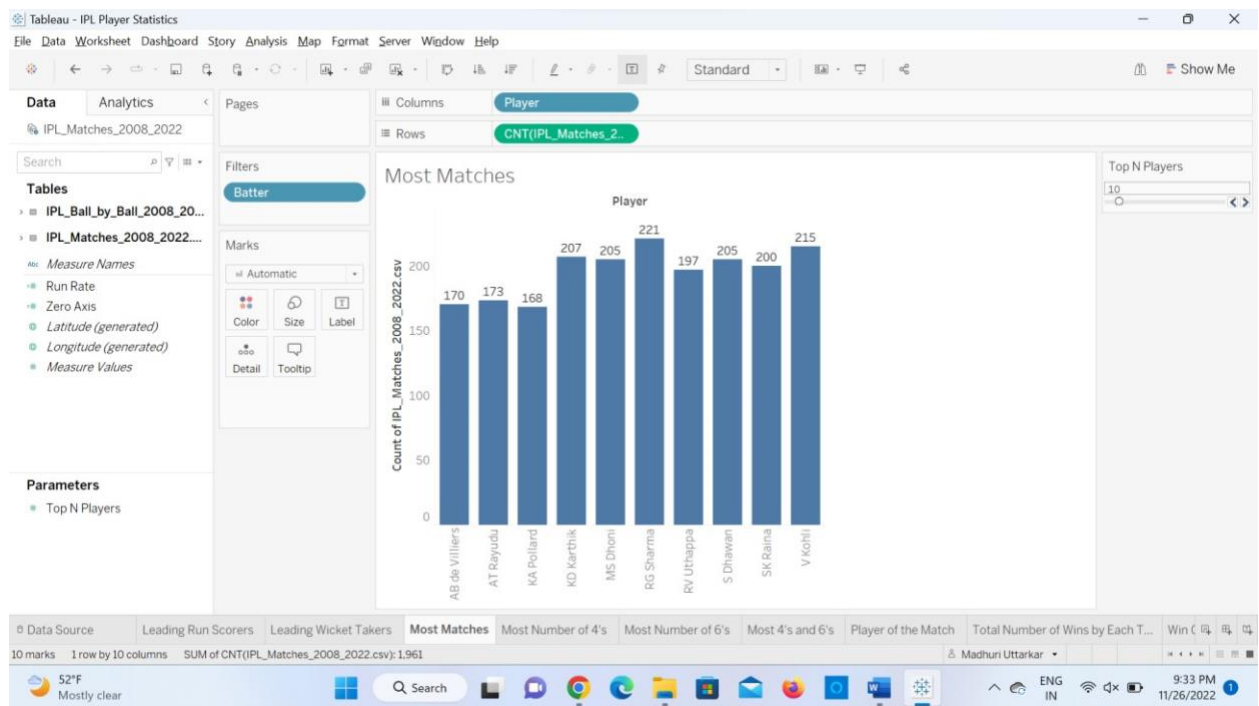 Tableau - IPL Player Statistics
File Data Worksheet Dashboard Story Analysis Map Format Server Window Help
Standard
Show Me
Data Analytics
IPL_Matches_2008_2022
Search
Tables
IPL_Ball_by_Ball_2008_20...
IPL_Matches_2008_2022....
Abc Measure Names
Run Rate
Zero Axis
Latitude (generated)
Longitude (generated)
Measure Values
Parameters
Top N Players
Pages
Filters
Batter
Marks
Automatic
Color Size Label
Detail Tooltip
Columns Player
Rows CNT(IPL_Matches_2..
Most Matches
Player
Count of IPL_Matches_2008_2022.csv
200
150
100
50
0
170 173 168 207 205 221 197 205 200 215
AB de Villiers
AT Rayudu
KA Pollard
KD Karthik
MS Dhoni
RG Sharma
RV Uthappa
S Dhawan
SK Raina
V Kohli
Top N Players
10
Data Source Leading Run Scorers Leading Wicket Takers Most Matches Most Number of 4's Most Number of 6's Most 4's and 6's Player of the Match Total Number of Wins by Each T... Win (
10 marks 1 row by 10 columns SUM of CNT(IPL_Matches_2008_2022.csv): 1,961 Madhuri Uttarkar
52°F
Mostly clear
Search
ENG
IN
9:33 PM
11/26/2022
1